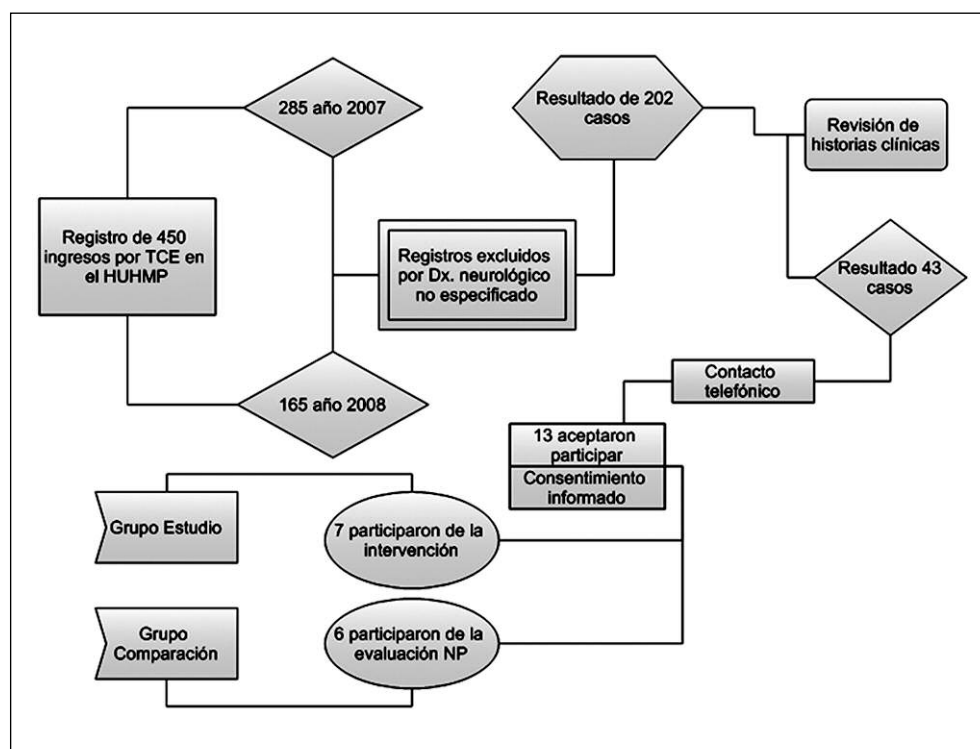 285 año 2007
Registro de 450
ingresos por TCE en
el HUHMP
165 año 2008
Registros excluidos
por Dx. neurológico
no especificado
Resultado de 202
casos
Revisión de
historias clínicas
Resultado 43
casos
Contacto
telefónico
13 aceptaron
participar
Consentimiento
informado
7 participaron de la
intervención
Grupo Estudio
6 participaron de la
evaluación NP
Grupo
Comparación